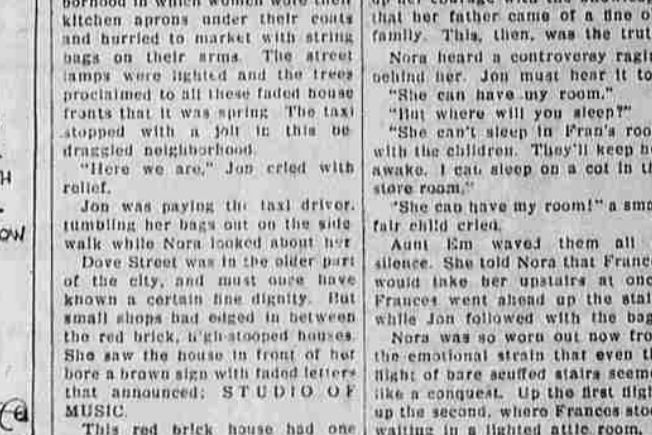 borhood in which women wore their
kitchen aprons under their coats
and hurried to market with string
bags on their arms. The street
lamps were lighted and the trees
proclaimed to all these faded house
fronts that it was spring The taxi
stopped with a jolt in this be
draggled neighborhood.
"Here we are," Jon cried with
relief.
Jon was paying the taxi driver,
tumbling her bags out on the side
walk while Nora looked about her
Dove Street was in the older part
of the city, and must once have
known a certain fine dignity. But
small shops had edged in between
the red brick, high-stooped houses.
She saw the house in front of her
bore a brown sign with faded letters
that announced: STUDIO OF
MUSIC.
This red brick house had one
that her father came of a fine o
family. This, then, was the trut
Nora heard a controversy ragin
behind her. Jon must hear it to
"She can have my room."
"But where will you sleep?"
"She can't sleep in Fran's roo
with the children. They'll keep he
awake. I can sleep on a cot in th
store room."
"She can have my room!" a sma
fair child cried.
Aunt Em waved them all
silence. She told Nora that France
would take her upstairs at onc
Frances went ahead up the stai
while Jon followed with the bag
Nora was so worn out now fro
the emotional strain that even t
flight of bare scuffed stairs seem
like a conquest. Up the first fligh
up the second, where Frances stoo
waiting in a lighted attic room.